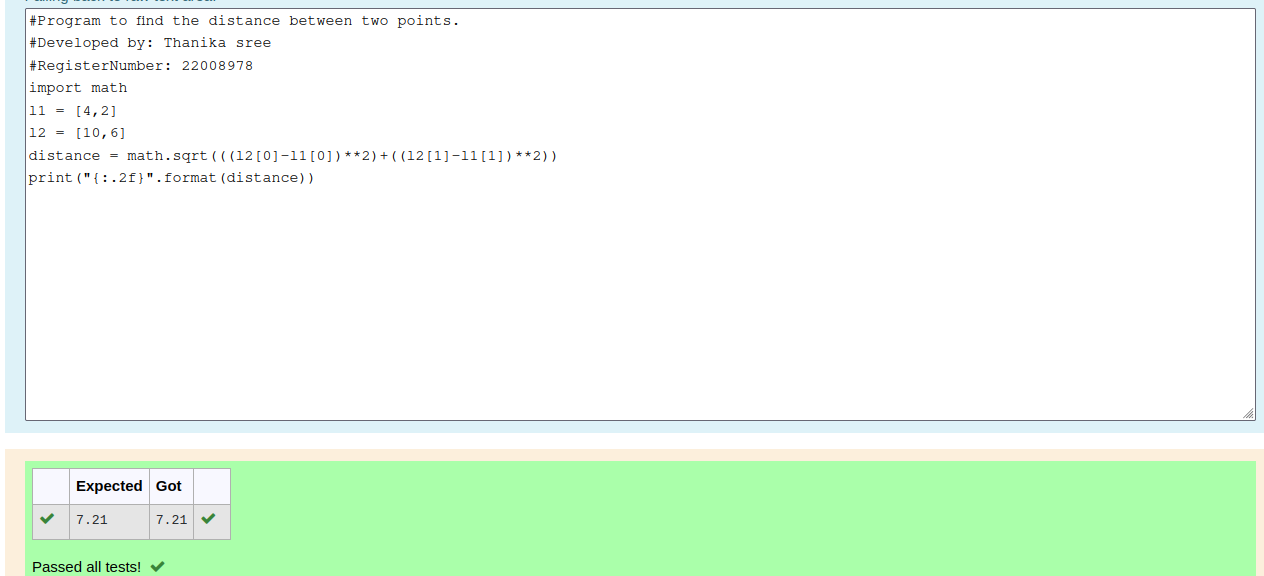 #Program to find the distance between two points.
#Developed by: Thanika sree
#RegisterNumber: 22008978
import math
l1 = [4,2]
l2 = [10,6]
distance = math.sqrt(((l2[0]-l1[0])**2)+((l2[1]-l1[1])**2))
print("{:.2f}".format(distance))
Expected Got
7.21 7.21
Passed all tests!